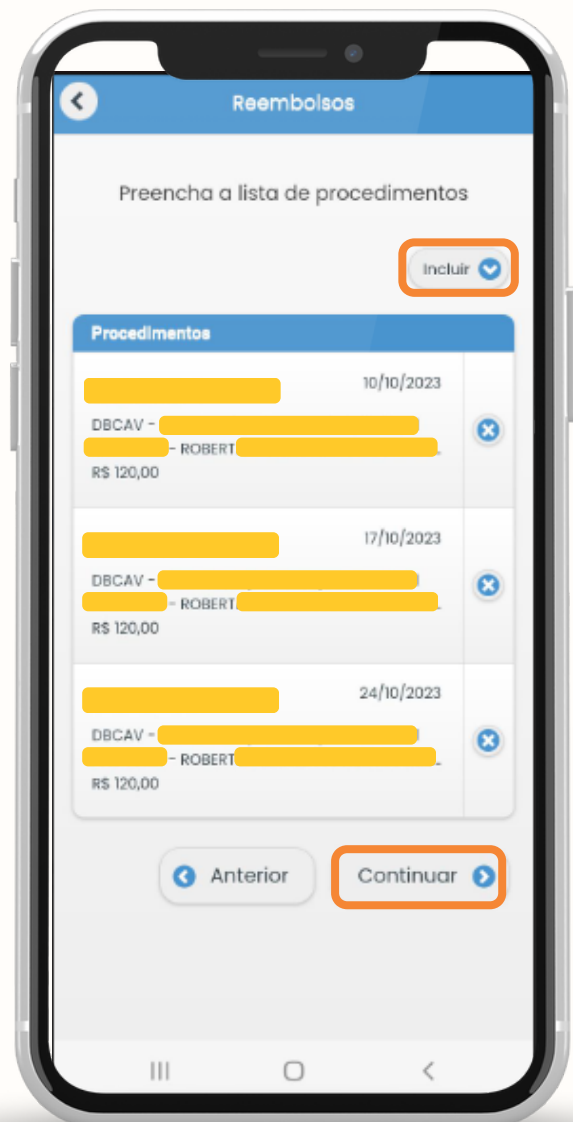 Reembolsos
Preencha a lista de procedimentos
Incluir
Procedimentos
10/10/2023
DBCAV -
- ROBERT
R$ 120,00
17/10/2023
DBCAV -
- ROBERT.
R$ 120,00
24/10/2023
DBCAV -
- ROBERT
R$ 120,00
Anterior
Continuar